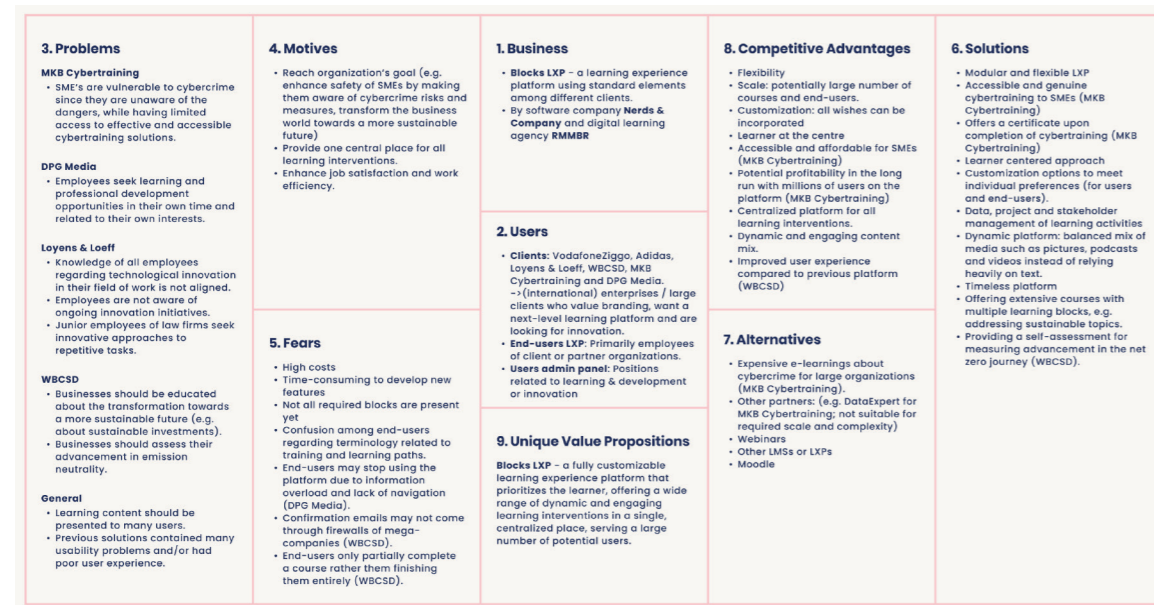 3. Problems
MKB Cybertraining
• SME's are vulnerable to cybercrime
since they are unaware of the
dangers, while having limited
access to effective and accessible
cybertraining solutions.
DPG Media
• Employees seek learning and
professional development
opportunities in their own time and
related to their own interests.
Loyens & Loeff
• Knowledge of all employees
regarding technological innovation
in their field of work is not aligned.
• Employees are not aware of
ongoing innovation initiatives.
• Junior employees of law firms seek
innovative approaches to
repetitive tasks.
WBCSD
• Businesses should be educated
about the transformation towards
a more sustainable future (e.g.
about sustainable investments).
• Businesses should assess their
advancement in emission
neutrality.
General
• Learning content should be
presented to many users.
• Previous solutions contained many
usability problems and/or had
poor user experience.
4. Motives
• Reach organization's goal (e.g.
enhance safety of SMEs by making
them aware of cybercrime risks and
measures, transform the business
world towards a more sustainable
future)
• Provide one central place for all
learning interventions.
• Enhance job satisfaction and work
efficiency.
5. Fears
• High costs
• Time-consuming to develop new
features
• Not all required blocks are present
yet
• Confusion among end-users
regarding terminology related to
training and learning paths.
• End-users may stop using the
platform due to information
overload and lack of navigation
(DPG Media).
• Confirmation emails may not come
through firewalls of mega-
companies (WBCSD).
• End-users only partially complete
a course rather them finishing
them entirely (WBCSD).
1. Business
• Blocks LXP - a learning experience
platform using standard elements
among different clients.
• By software company Nerds &
Company and digital learning
agency RMMBR
2. Users
• Clients: VodafoneZiggo, Adidas,
Loyens & Loeff, WBCSD, MKB
Cybertraining and DPG Media.
->(international) enterprises / large
clients who value branding, want a
next-level learning platform and are
looking for innovation.
• End-users LXP: Primarily employees
of client or partner organizations.
• Users admin panel: Positions
related to learning & development
or innovation
9. Unique Value Propositions
Blocks LXP - a fully customizable
learning experience platform that
prioritizes the learner, offering a wide
range of dynamic and engaging
learning interventions in a single,
centralized place, serving a large
number of potential users.
8. Competitive Advantages
• Flexibility
• Scale: potentially large number of
courses and end-users.
• Customization: all wishes can be
incorporated
• Learner at the centre
• Accessible and affordable for SMEs
(MKB Cybertraining)
• Potential profitability in the long
run with millions of users on the
platform (MKB Cybertraining)
• Centralized platform for all
learning interventions.
• Dynamic and engaging content
mix.
• Improved user experience
compared to previous platform
(WBCSD)
7. Alternatives
• Expensive e-learnings about
cybercrime for large organizations
(MKB Cybertraining).
• Other partners: (e.g. DataExpert for
MKB Cybertraining; not suitable for
required scale and complexity)
• Webinars
• Other LMSs or LXPs
• Moodle
6. Solutions
• Modular and flexible LXP
• Accessible and genuine
cybertraining to SMEs (MKB
Cybertraining)
• Offers a certificate upon
completion of cybertraining (MKB
Cybertraining)
• Learner centered approach
• Customization options to meet
individual preferences (for users
and end-users).
• Data, project and stakeholder
management of learning activities
• Dynamic platform: balanced mix of
media such as pictures, podcasts
and videos instead of relying
heavily on text.
• Timeless platform
• Offering extensive courses with
multiple learning blocks, e.g.
addressing sustainable topics.
• Providing a self-assessment for
measuring advancement in the net
zero journey (WBCSD).